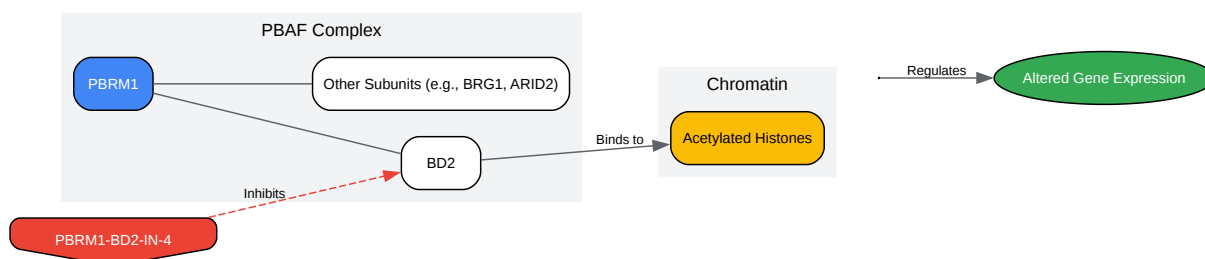 PBAF Complex
PBRM1
Other Subunits (e.g., BRG1, ARID2)
BD2
Inhibits
PBRM1-BD2-IN-4
Binds to
Chromatin
Acetylated Histones
Regulates
Altered Gene Expression